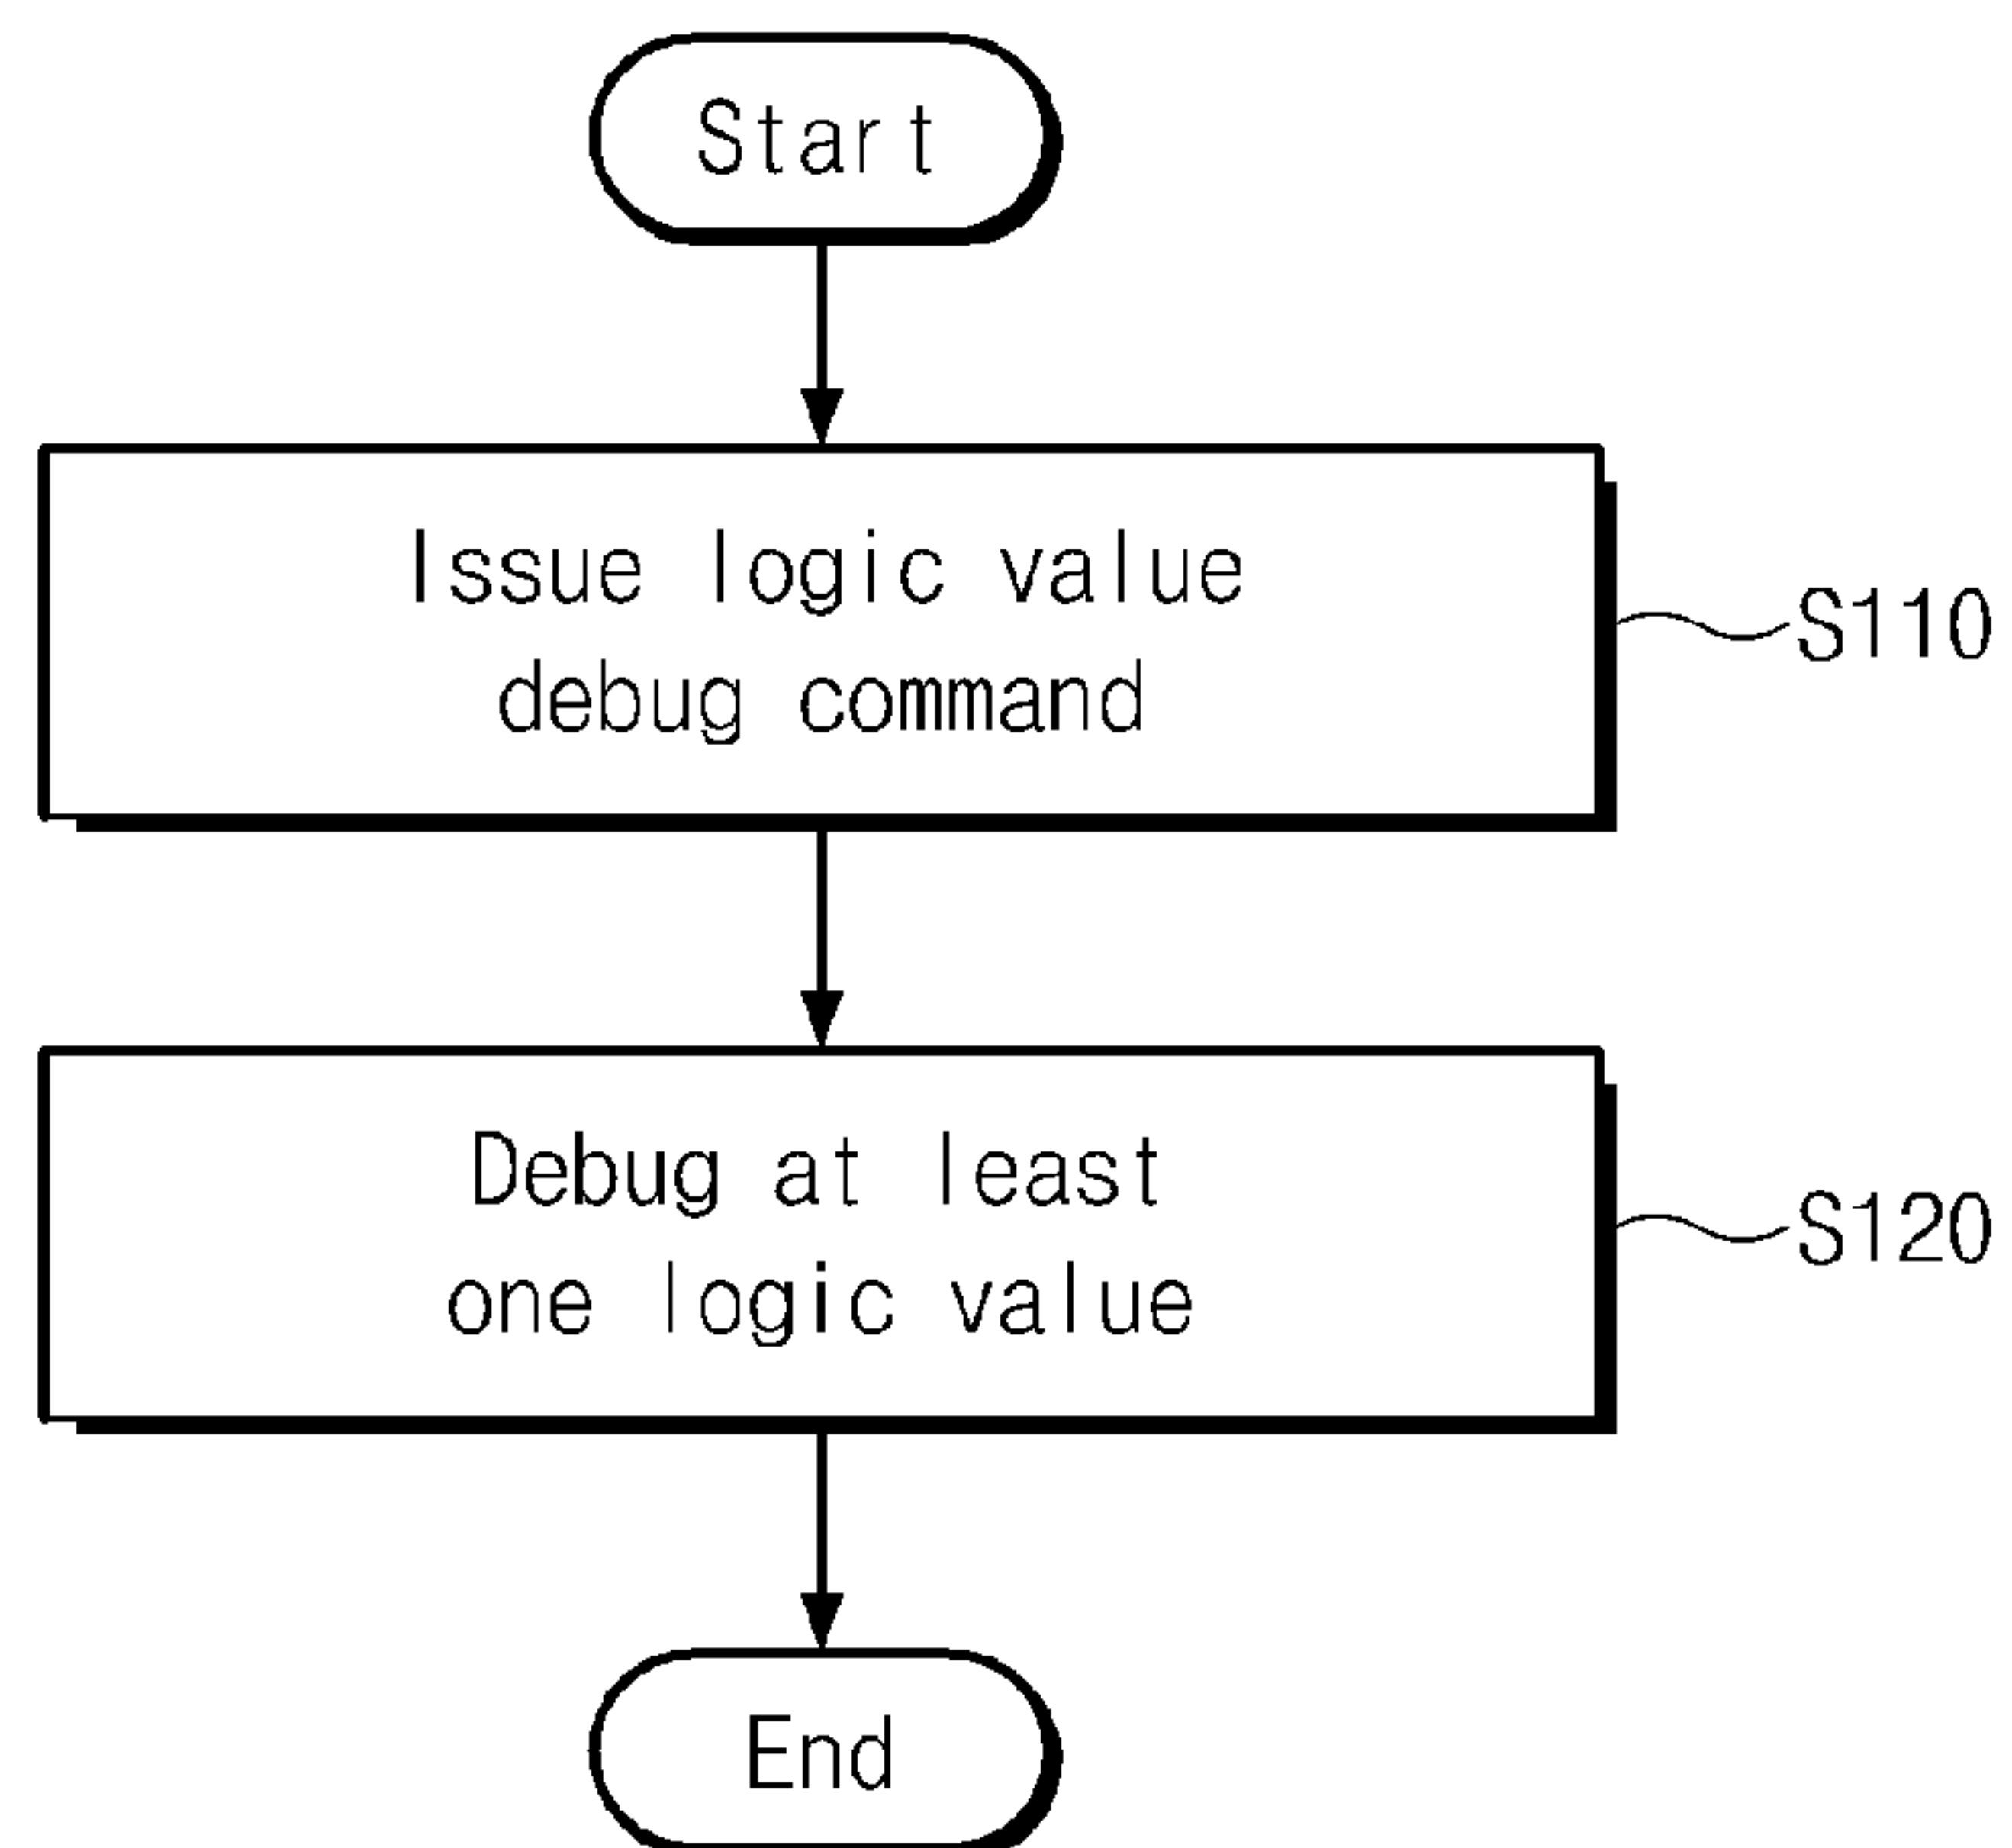 Start
Issue logic value
debug command
S110
Debug at least
one logic value
S120
End